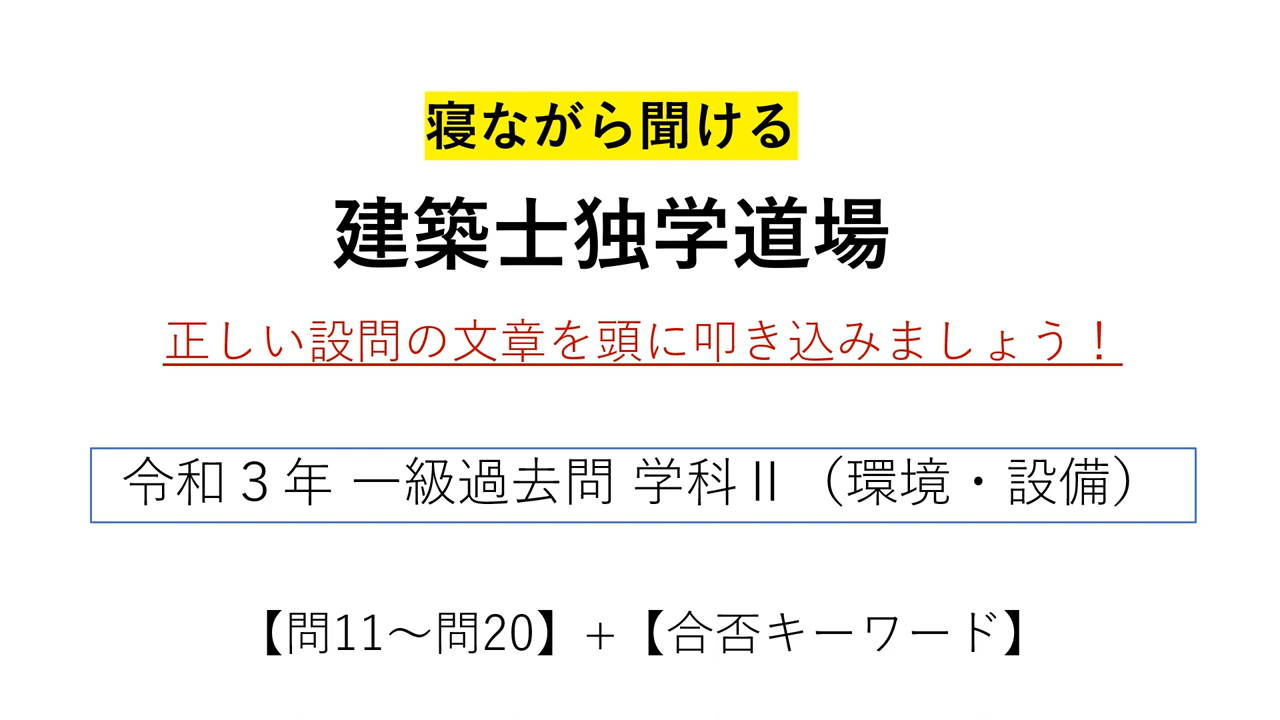 寝ながら聞ける
建築士独学道場
正しい設問の文章を頭に叩き込みましょう！
令和３年 一級過去問 学科Ⅱ（環境・設備）
【問11～問20】+【合否キーワード】